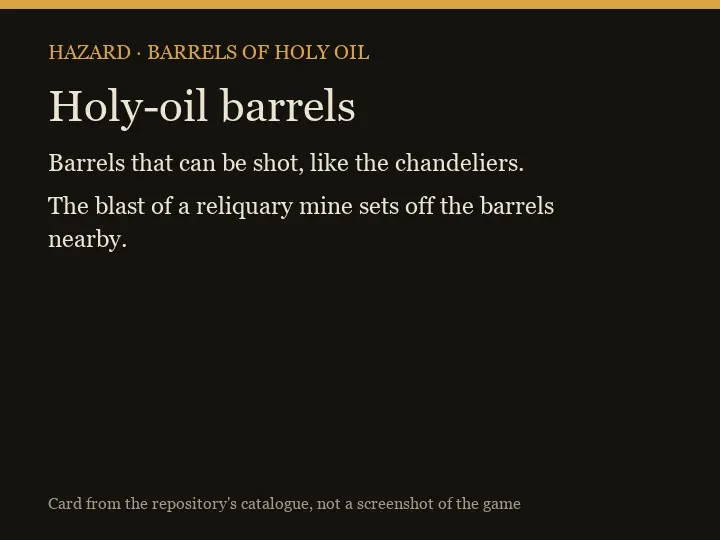 HAZARD · BARRELS OF HOLY OIL
Holy-oil barrels
Barrels that can be shot, like the chandeliers.
The blast of a reliquary mine sets off the barrels
nearby.
Card from the repository's catalogue, not a screenshot of the game